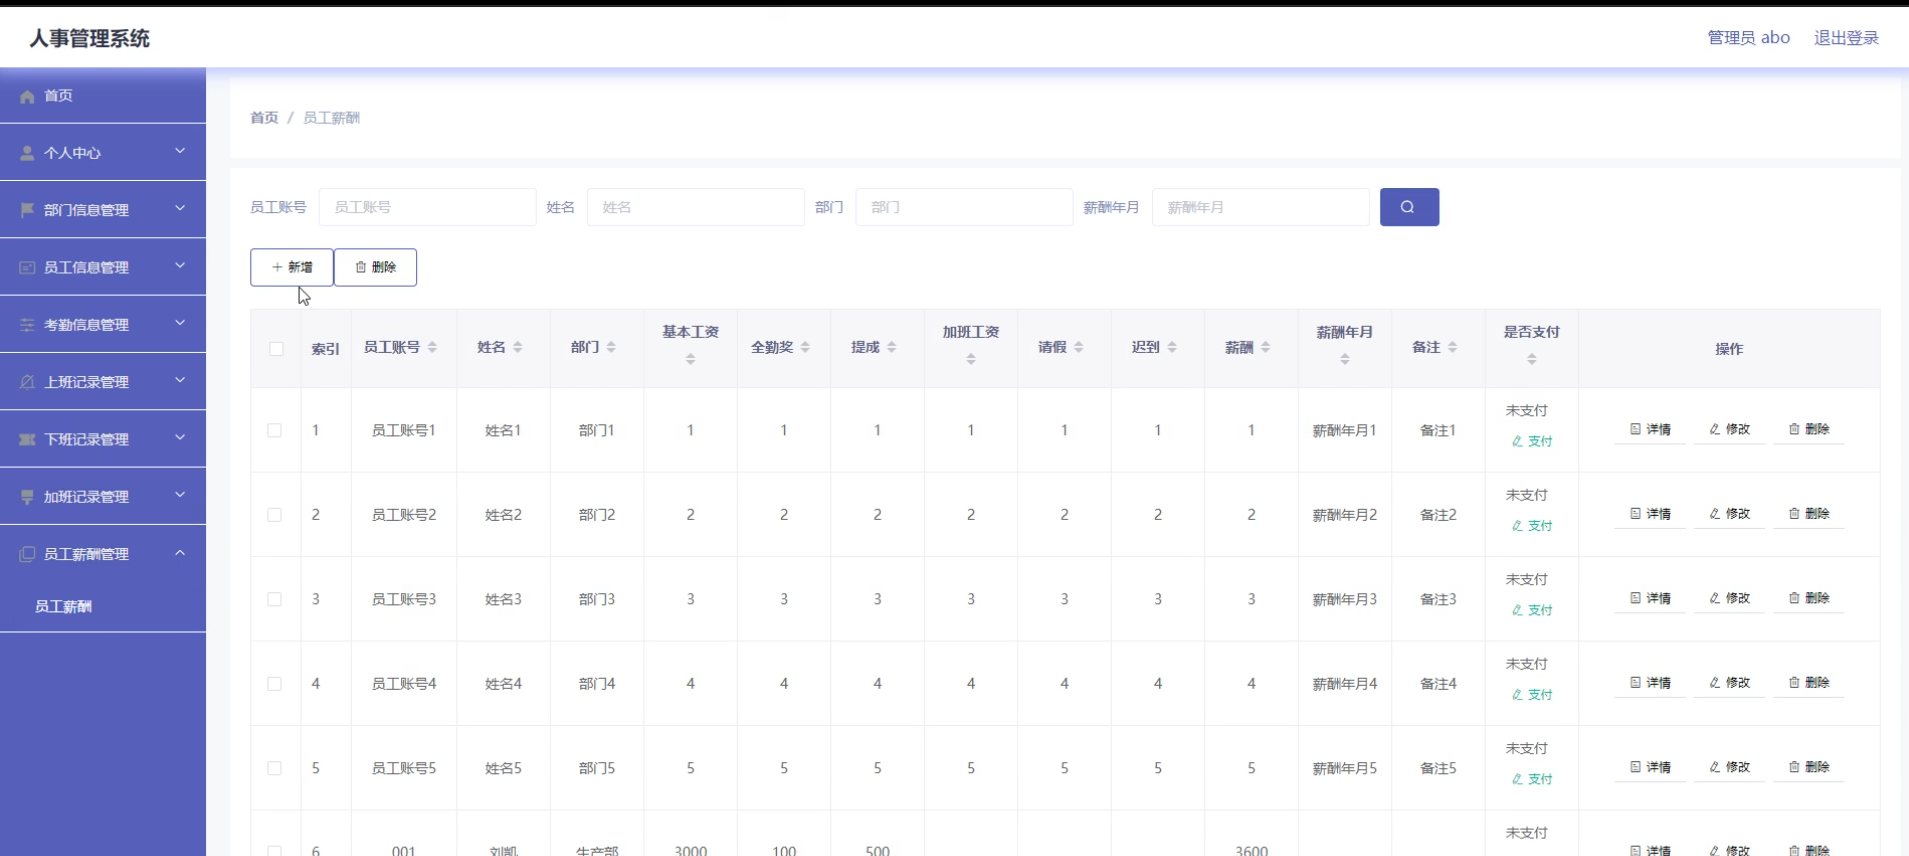 人事管理系统
管理员 abo 退出登录
首页
个人中心
部门信息管理
员工信息管理
考勤信息管理
上班记录管理
下班记录管理
加班记录管理
员工薪酬管理
员工薪酬
首页 / 员工薪酬
员工账号 员工账号 姓名 姓名 部门 部门 薪酬年月 薪酬年月
新增 删除
索引 员工账号 姓名 部门 基本工资 全勤奖 提成 加班工资 请假 迟到 薪酬 薪酬年月 备注 是否支付 操作
1 员工账号1 姓名1 部门1 1 1 1 1 1 1 1 薪酬年月1 备注1 未支付 详情 修改 删除
支付
2 员工账号2 姓名2 部门2 2 2 2 2 2 2 2 薪酬年月2 备注2 未支付 详情 修改 删除
支付
3 员工账号3 姓名3 部门3 3 3 3 3 3 3 3 薪酬年月3 备注3 未支付 详情 修改 删除
支付
4 员工账号4 姓名4 部门4 4 4 4 4 4 4 4 薪酬年月4 备注4 未支付 详情 修改 删除
支付
5 员工账号5 姓名5 部门5 5 5 5 5 5 5 5 薪酬年月5 备注5 未支付 详情 修改 删除
支付
6 001 刘凯 生产部 3000 100 500 3600 未支付 详情 修改 删除